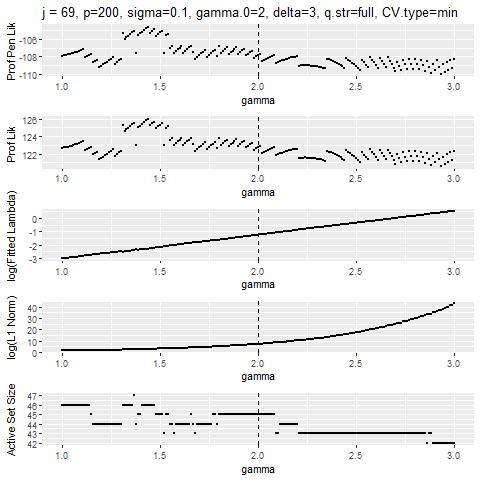 j = 69, p=200, sigma=0.1, gamma.0=2, delta=3, q.str=full, CV.type=min
Prof Pen Lik
-106
-108
-110
1.0 1.5 2.0 2.5 3.0
gamma
Prof Lik
126
124
122
1.0 1.5 2.0 2.5 3.0
gamma
log(Fitted Lambda)
0
-1
-2
-3
1.0 1.5 2.0 2.5 3.0
gamma
log(L1 Norm)
40
30
20
10
0
1.0 1.5 2.0 2.5 3.0
gamma
Active Set Size
47
46
45
44
43
42
1.0 1.5 2.0 2.5 3.0
gamma